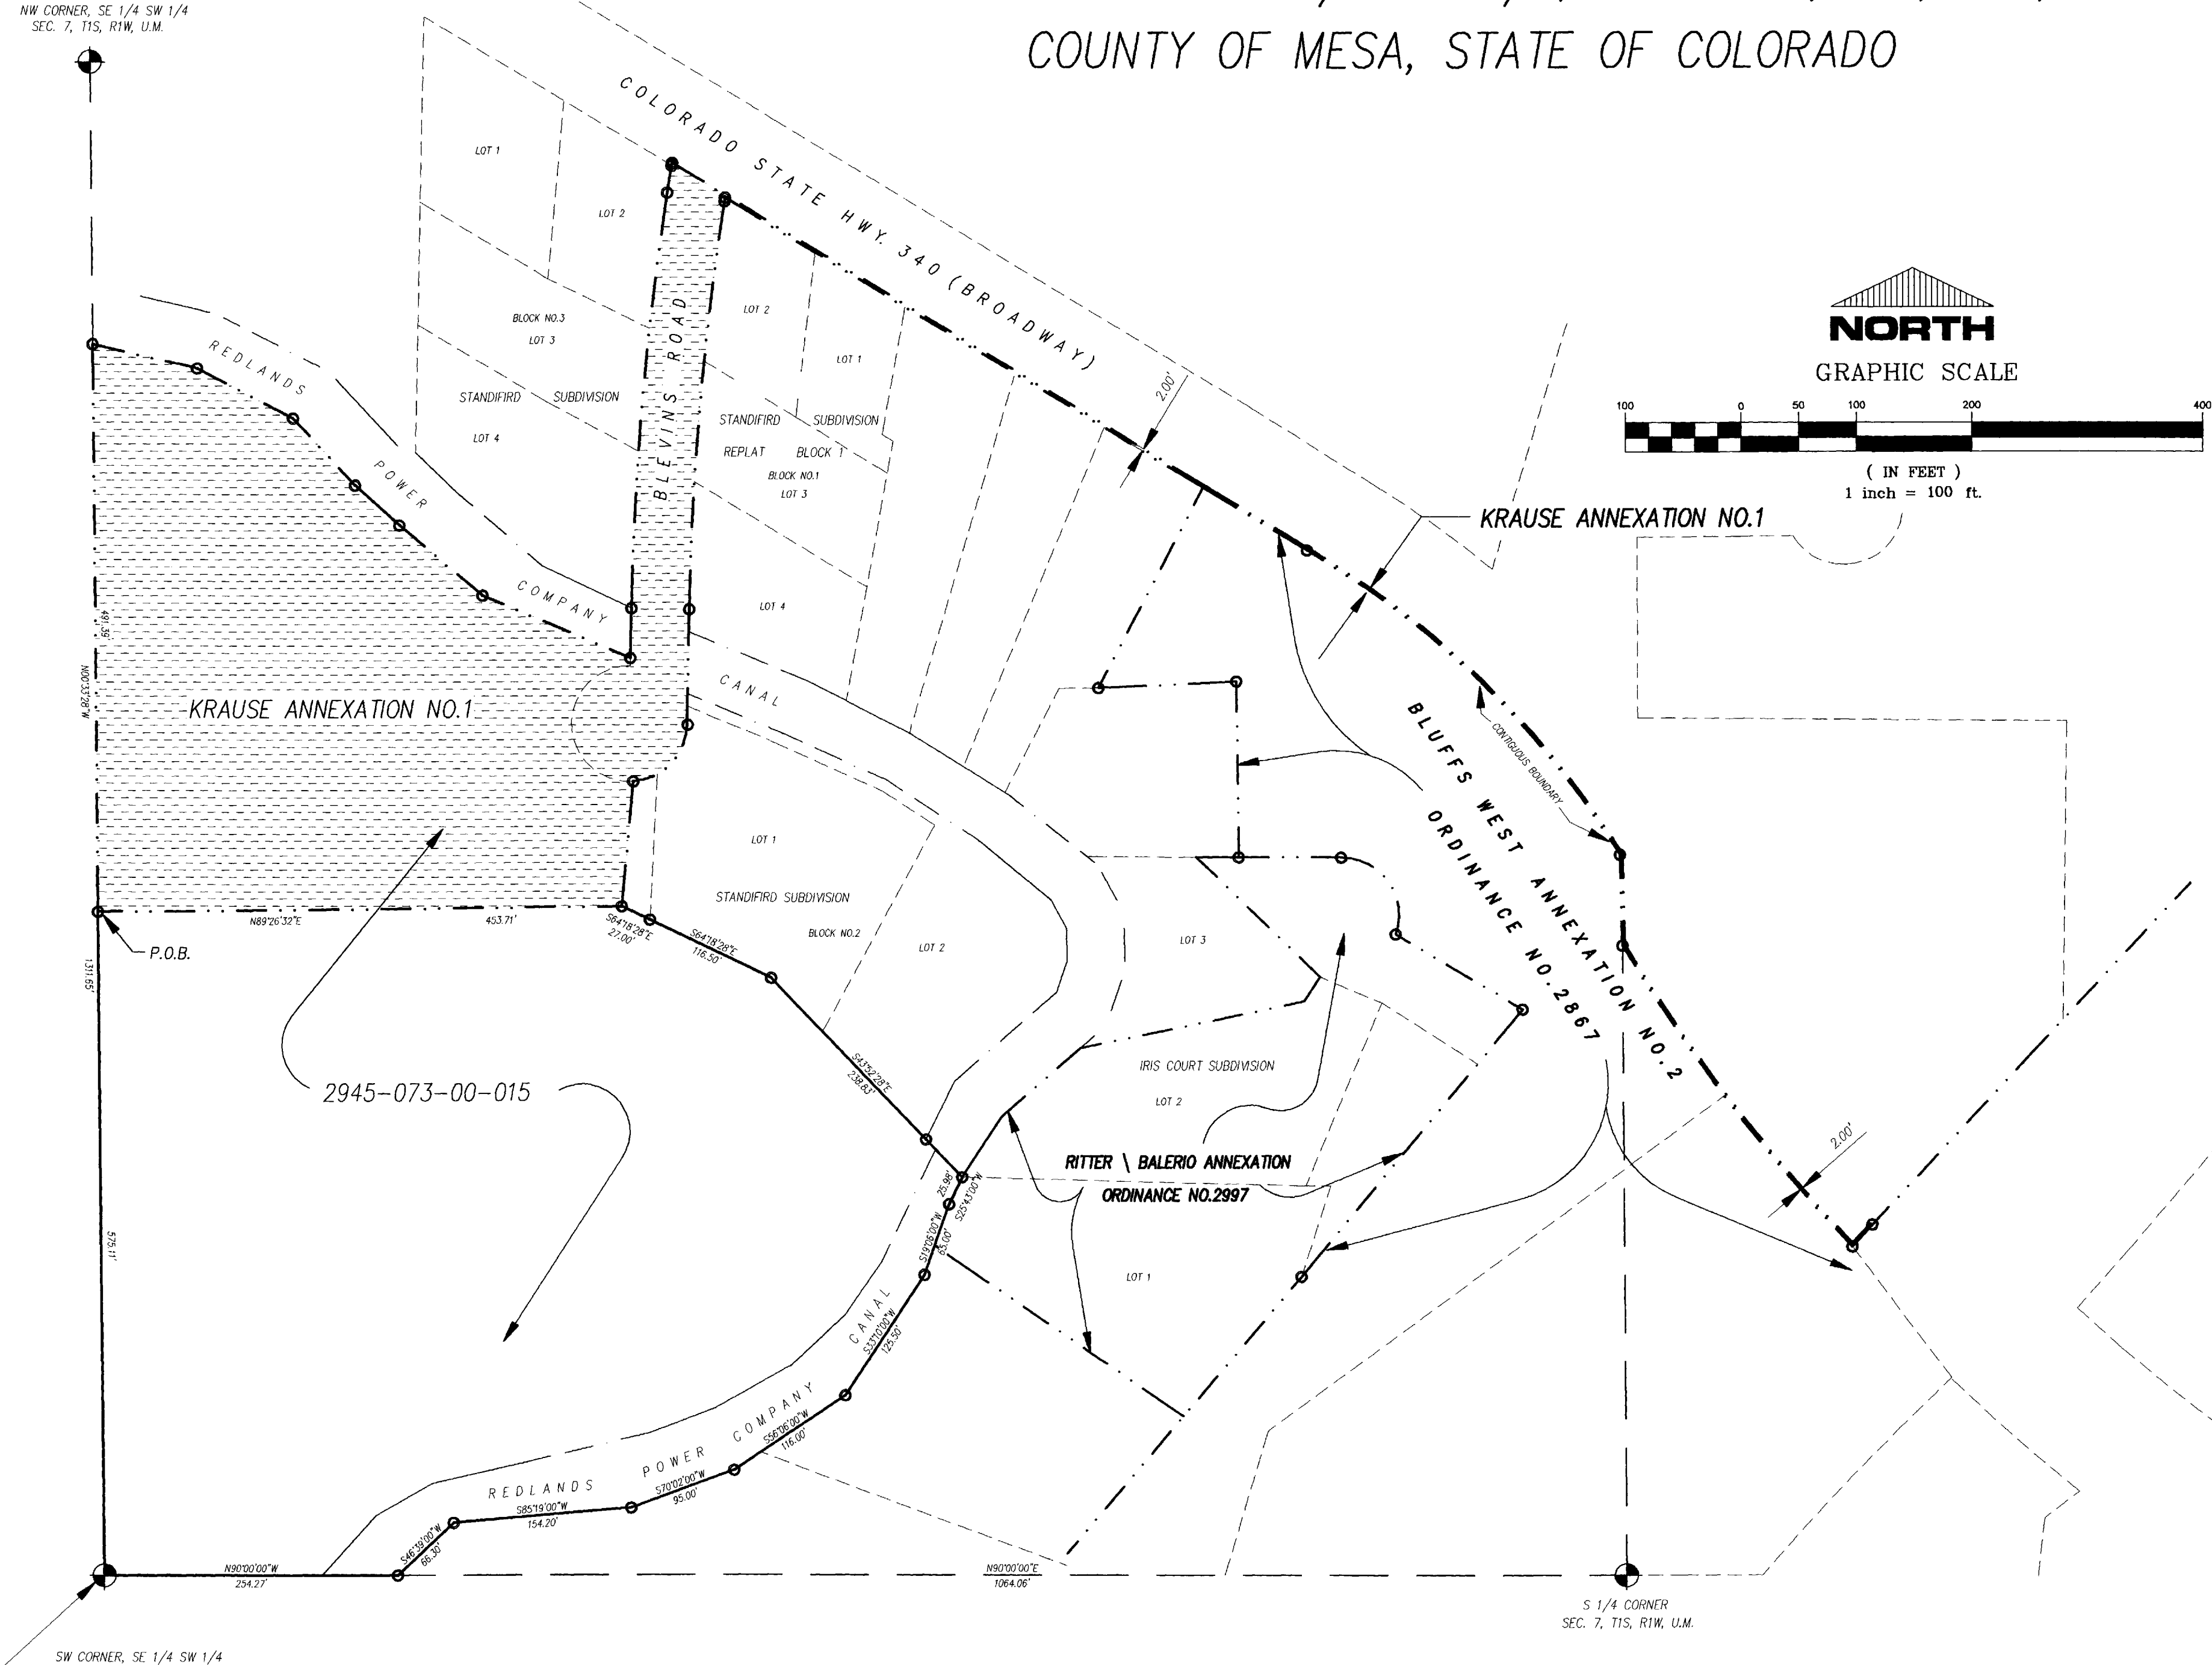 NW CORNER, SE 1/4 SW 1/4
SEC. 7, T1S, R1W, U.M.
COUNTY OF MESA, STATE OF COLORADO
COLORADO STATE HWY. 340 (BROADWAY)
LOT 1
LOT 2
BLOCK NO.3
LOT 3
STANDIFIRD SUBDIVISION
LOT 4
BLEVINS ROAD
LOT 2
LOT 1
STANDIFIRD SUBDIVISION
REPLAT BLOCK 1
BLOCK NO.1
LOT 3
LOT 4
REDLANDS
POWER
COMPANY
CANAL
2.00'
NORTH
GRAPHIC SCALE
100 0 50 100 200 400
( IN FEET )
1 inch = 100 ft.
KRAUSE ANNEXATION NO.1
KRAUSE ANNEXATION NO.1
491.39'
N00°33'28"W
1311.65'
575.11'
N89°26'32"E 453.71'
P.O.B.
S64°18'28"E
27.00'
S64°18'28"E
116.50'
LOT 1
STANDIFIRD SUBDIVISION
BLOCK NO.2
LOT 2
S43°52'28"E
238.83'
LOT 3
BLUFFS WEST ANNEXATION NO.2
ORDINANCE NO.2867
CONTIGUOUS BOUNDARY
2945-073-00-015
IRIS COURT SUBDIVISION
LOT 2
RITTER \ BALERIO ANNEXATION
ORDINANCE NO.2997
LOT 1
2.00'
25.98'
S25°43'00"W
S19°06'00"W
65.00'
S33°10'00"W
125.50'
S56°06'00"W
116.00'
S70°02'00"W
95.00'
S85°19'00"W
154.20'
S46°39'00"W
66.30'
REDLANDS POWER COMPANY CANAL
N90°00'00"W
254.27'
N90°00'00"E
1064.06'
S 1/4 CORNER
SEC. 7, T1S, R1W, U.M.
SW CORNER, SE 1/4 SW 1/4